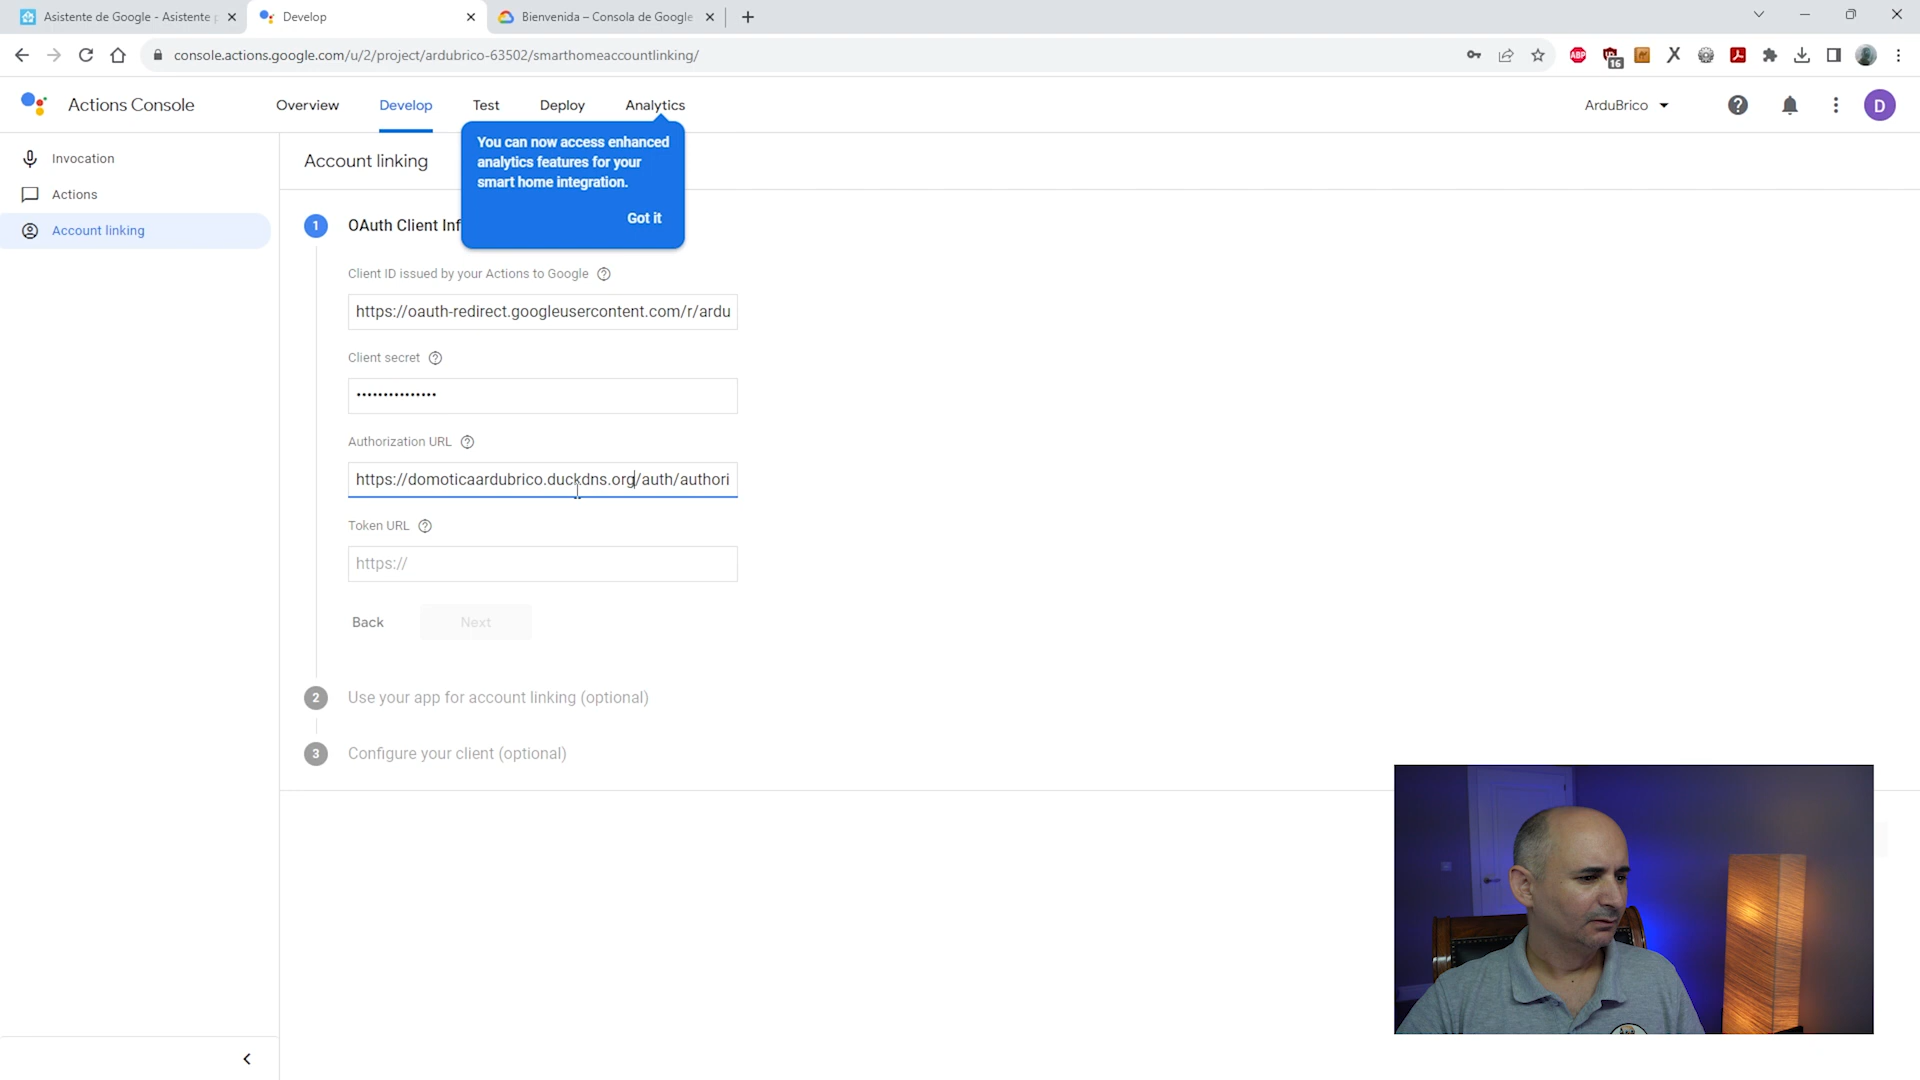 Asistente de Google - Asistente
Develop
Bienvenida – Consola de Google
console.actions.google.com/u/2/project/ardubrico-63502/smarthomeaccountlinking/
ABP
16
Actions Console
Overview
Develop
Test
Deploy
Analytics
ArduBrico
D
You can now access enhanced
analytics features for your
smart home integration.
Got it
Invocation
Actions
Account linking
Account linking
1
OAuth Client Inf
Client ID issued by your Actions to Google
https://oauth-redirect.googleusercontent.com/r/ardu
Client secret
•••••••••••••••
Authorization URL
https://domoticaardubrico.duckdns.org/auth/authori
Token URL
https://
Back
Next
2
Use your app for account linking (optional)
3
Configure your client (optional)